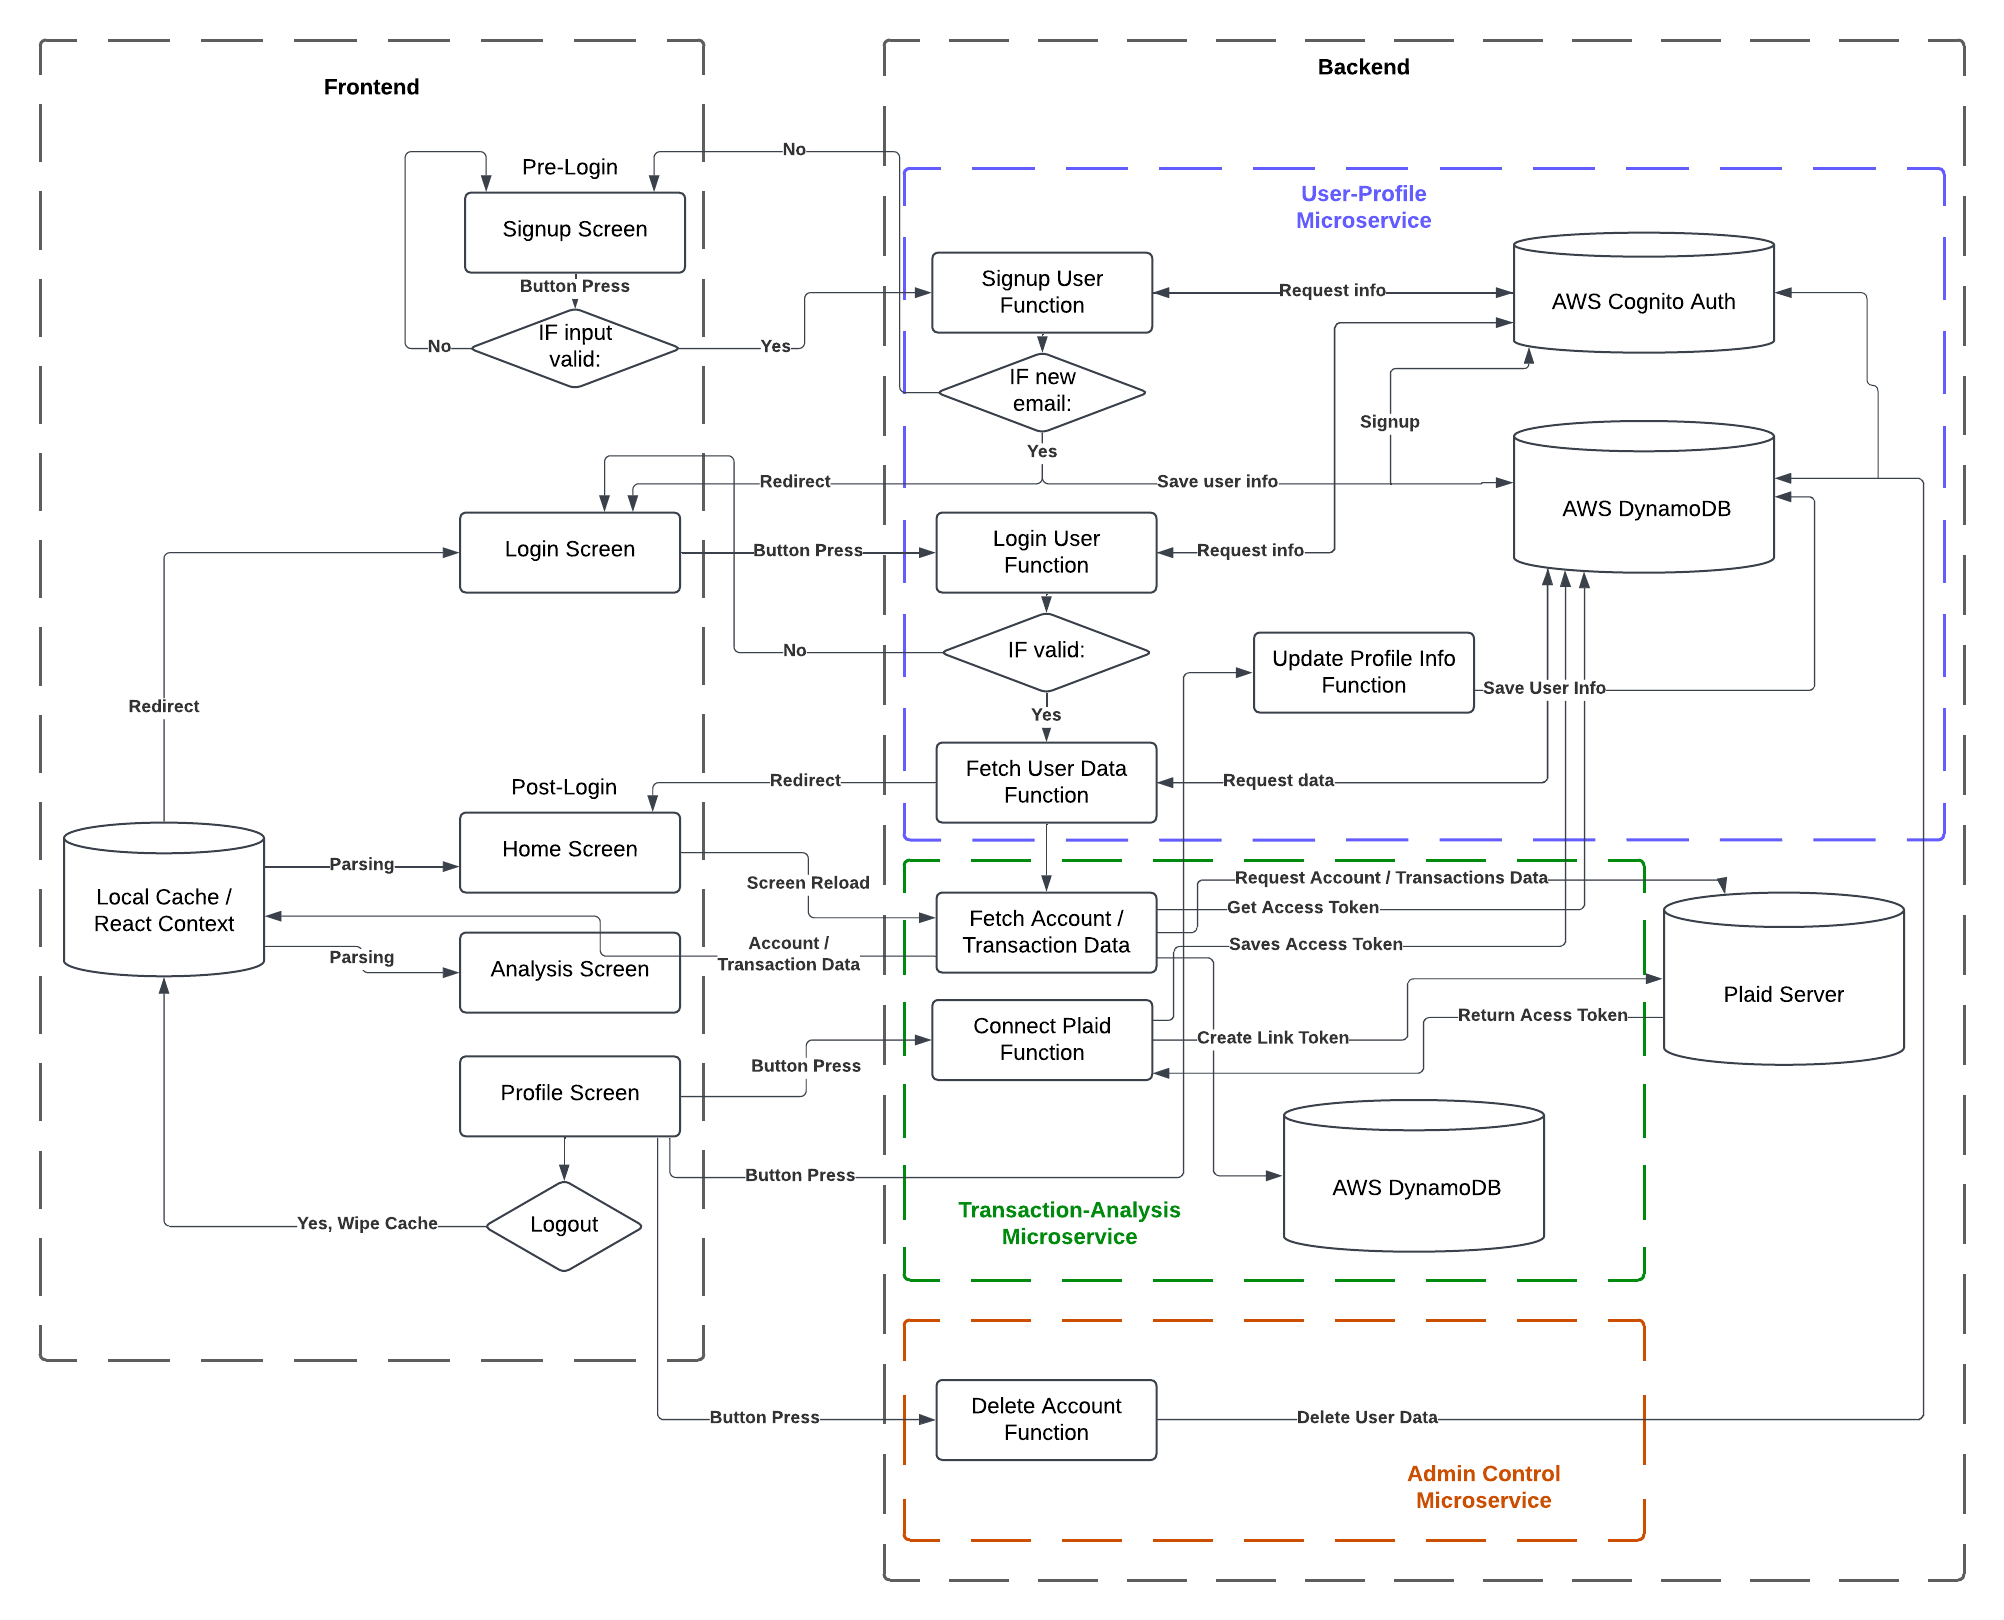 Frontend
Backend
Pre-Login
No
User-Profile
Microservice
Signup Screen
Button Press
IF input
valid:
No
Yes
Signup User
Function
Request info
AWS Cognito Auth
IF new
email:
Yes
Signup
Redirect
Save user info
AWS DynamoDB
Login Screen
Button Press
Login User
Function
Request info
No
IF valid:
Update Profile Info
Function
Save User Info
Redirect
Yes
Post-Login
Redirect
Fetch User Data
Function
Request data
Home Screen
Parsing
Screen Reload
Request Account / Transactions Data
Local Cache /
React Context
Fetch Account /
Transaction Data
Get Access Token
Account /
Transaction Data
Saves Access Token
Parsing
Analysis Screen
Plaid Server
Return Acess Token
Connect Plaid
Function
Create Link Token
Button Press
Profile Screen
Button Press
AWS DynamoDB
Yes, Wipe Cache
Logout
Transaction-Analysis
Microservice
Button Press
Delete Account
Function
Delete User Data
Admin Control
Microservice